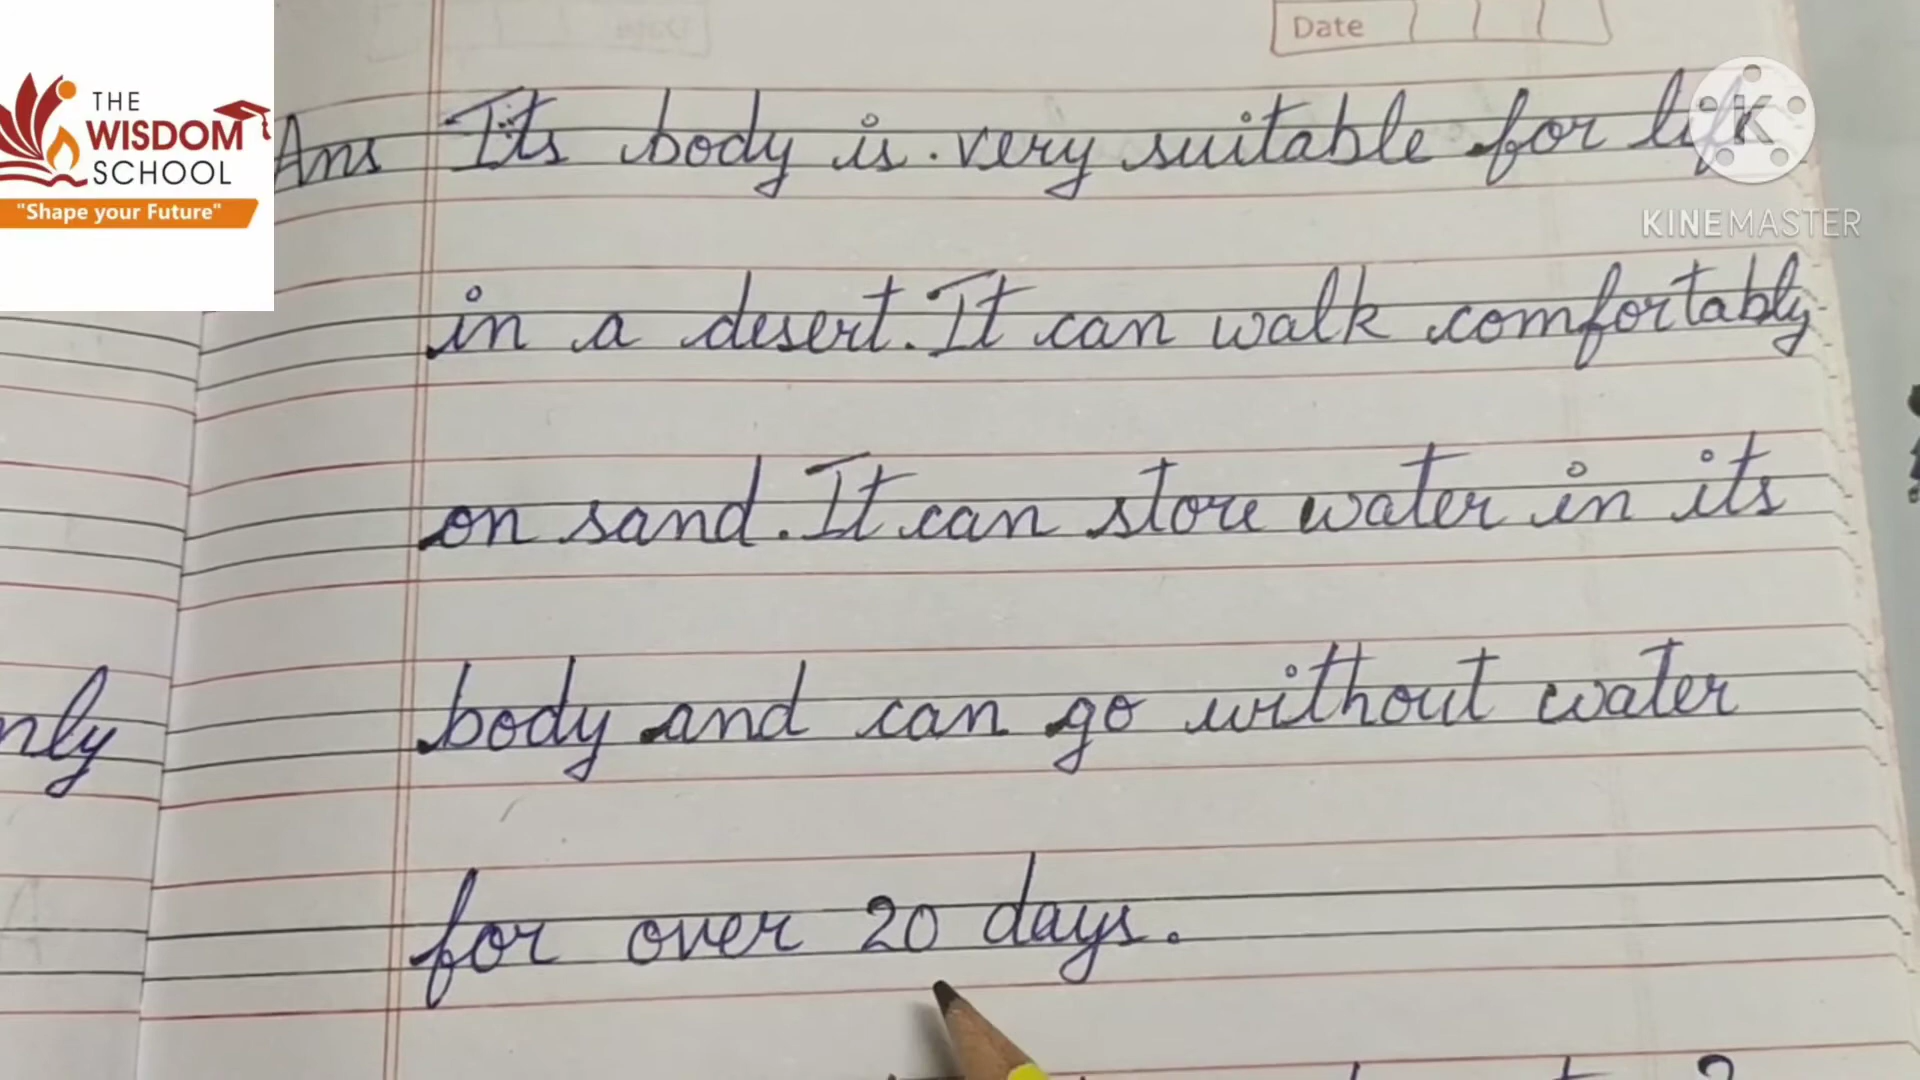 Date
THE
WISDOM
SCHOOL
"Shape your Future"
Ans Its body is very suitable for life
KINEMASTER
in a desert. It can walk comfortably
on sand. It can store water in its
body and can go without water
for over 20 days.
nly